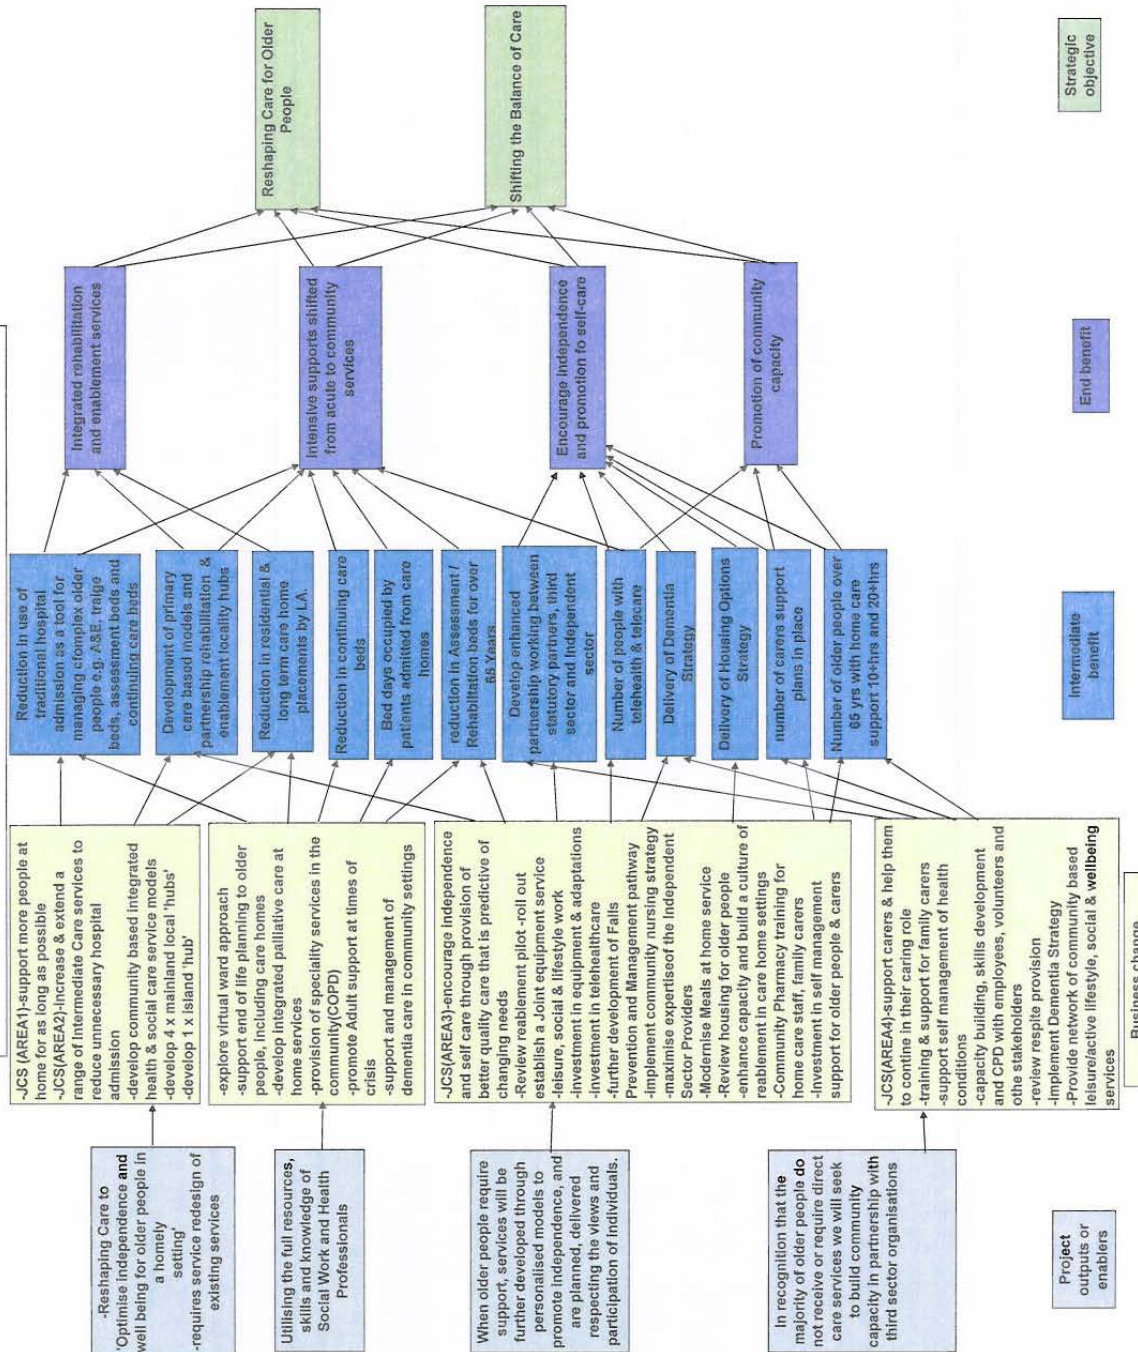 -Reshaping Care to
'Optimise independence and
well being for older people in
a homely
setting'
-requires service redesign of
existing services
Utilising the full resources,
skills and knowledge of
Social Work and Health
Professionals
When older people require
support, services will be
further developed through
personalised models to
promote independence, and
are planned, delivered
respecting the views and
participation of individuals.
In recognition that the
majority of older people do
not receive or require direct
care services we will seek
to build community
capacity in partnership with
third sector organisations
Project
outputs or
enablers
-JCS (AREA1)-support more people at
home for as long as possible
-JCS(AREA2)-Increase & extend a
range of Intermediate Care services to
reduce unnecessary hospital
admission
-develop community based integrated
health & social care service models
-develop 4 x mainland local 'hubs'
-develop 1 x island 'hub'
-explore virtual ward approach
-support end of life planning to older
people, including care homes
-develop integrated palliative care at
home services
-provision of speciality services in the
community(COPD)
-promote Adult support at times of
crisis
-support and management of
dementia care in community settings
-JCS(AREA3)-encourage independence
and self care through provision of
better quality care that is predictive of
changing needs
-Review reablement pilot -roll out
establish a Joint equipment service
-leisure, social & lifestyle work
-investment in equipment & adaptations
-investment in telehealthcare
-further development of Falls
Prevention and Management pathway
-implement community nursing strategy
-maximise expertiseof the Independent
Sector Providers
-Modernise Meals at home service
-Review housing for older people
-enhance capacity and build a culture of
reablement in care home settings
-Community Pharmacy training for
home care staff, family carers
-Investment in self management
support for older people & carers
-JCS(AREA4)-support carers & help them
to contine in their caring role
-training & support for family carers
-support self management of health
conditions
-capacity building, skills development
and CPD with employees, volunteers and
othe stakeholders
-review respite provision
-Implement Dementia Strategy
-Provide network of community based
leisure/active lifestyle, social & wellbeing
services
Business change
Reduction in use of
traditional hospital
admission as a tool for
managing cfomplex older
people e.g. A&E, traige
beds, assessment beds and
continuing care beds
Development of primary
care based models and
partnership rehabilitation &
enablement locality hubs
Reduction in residential &
long term care home
placements by L.A.
Reduction in continuing care
beds
Bed days occupied by
patients admitted from care
homes
reduction in Assessment /
Rehabilitation beds for over
65 Years
Develop enhanced
partnership working between
statutory partners, third
sector and Independent
sector
Number of people with
telehealth & telecare
Delivery of Dementia
Strategy
Delivery of Housing Options
Strategy
number of carers support
plans in place
Number of older people over
65 yrs with home care
support 10+hrs and 20+hrs
Intermediate
benefit
Integrated rehabilitation
and enablement services
Intensive supports shifted
from acute to community
services
Encourage independence
and promotion fo self-care
Promotion of community
capacity
End benefit
Reshaping Care for Older
People
Shifting the Balance of Care
Strategic
objective